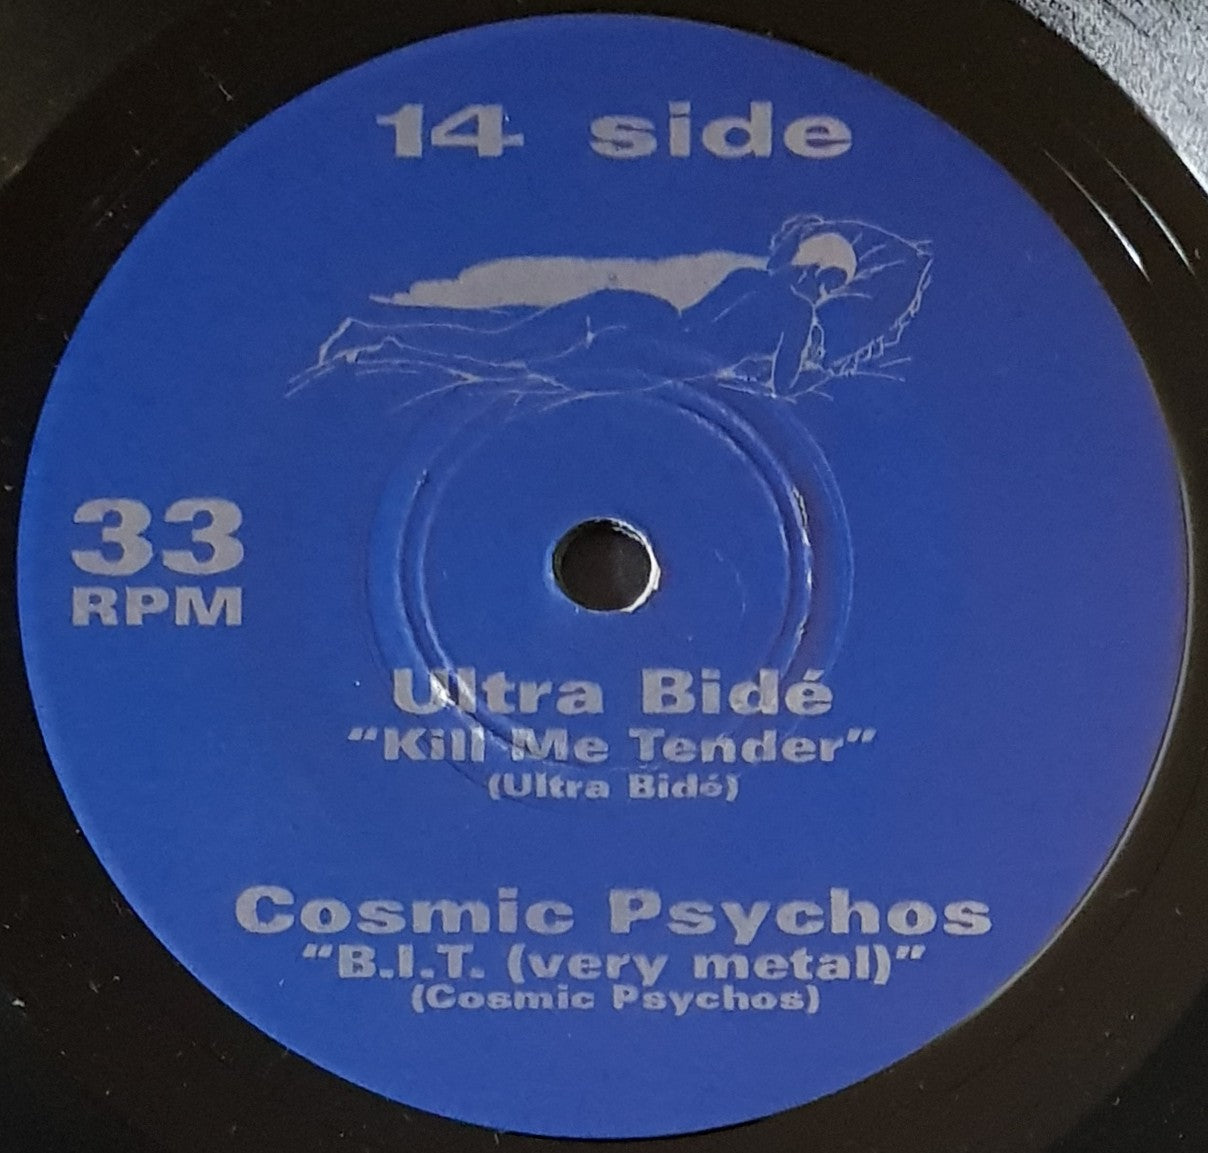 14 side
33
RPM
Ultra Bidé
“Kill Me Tender”
(Ultra Bidé)
Cosmic Psychos
“B.I.T. (very metal)”
(Cosmic Psychos)